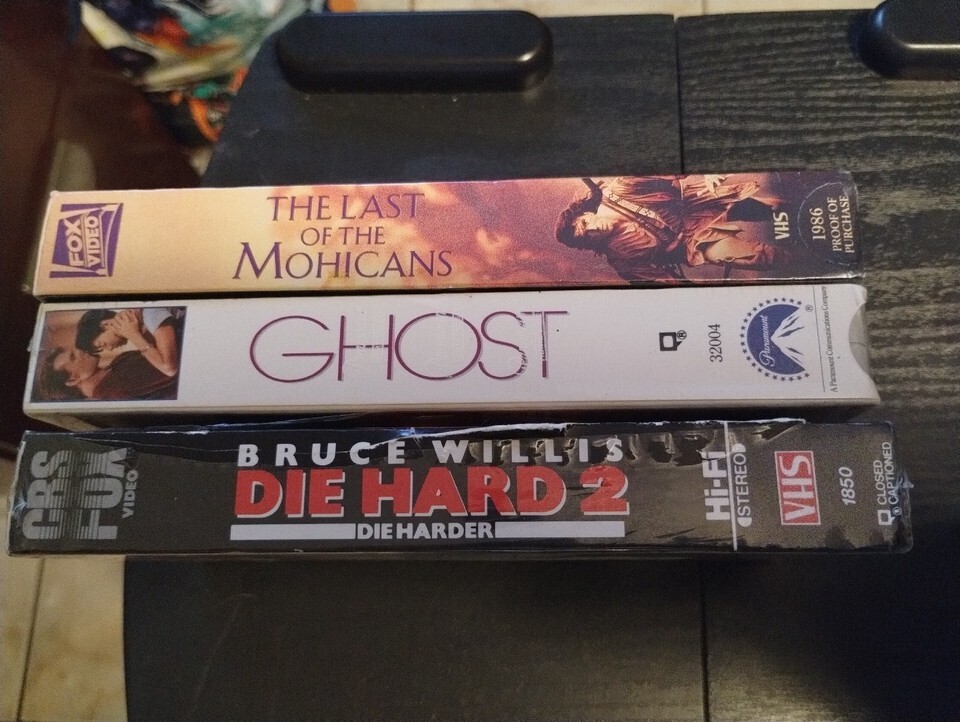 FOX
VIDEO
THE LAST
OF THE
MOHICANS
VHS
1986
PROOF OF
PURCHASE
GHOST
®
32004
Paramount
®
A Paramount Communications Company
CBS
FOX
VIDEO
BRUCE WILLIS
DIE HARD 2
DIE HARDER
Hi-Fi
STEREO
VHS
1850
CLOSED
CAPTIONED